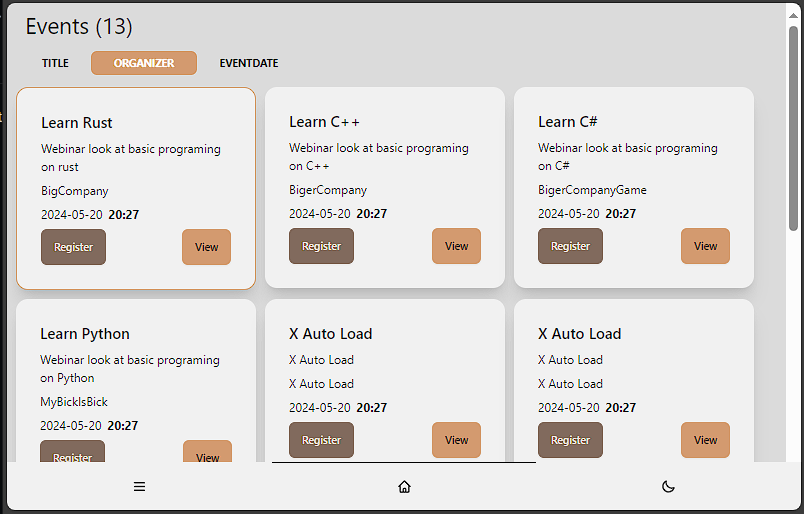 Events (13)
TITLE ORGANIZER EVENTDATE
Learn Rust
Webinar look at basic programing
on rust
BigCompany
2024-05-20 20:27
Register View
Learn C++
Webinar look at basic programing
on C++
BigerCompany
2024-05-20 20:27
Register View
Learn C#
Webinar look at basic programing
on C#
BigerCompanyGame
2024-05-20 20:27
Register View
Learn Python
Webinar look at basic programing
on Python
MyBickIsBick
2024-05-20 20:27
Register View
X Auto Load
X Auto Load
X Auto Load
2024-05-20 20:27
Register View
X Auto Load
X Auto Load
X Auto Load
2024-05-20 20:27
Register View